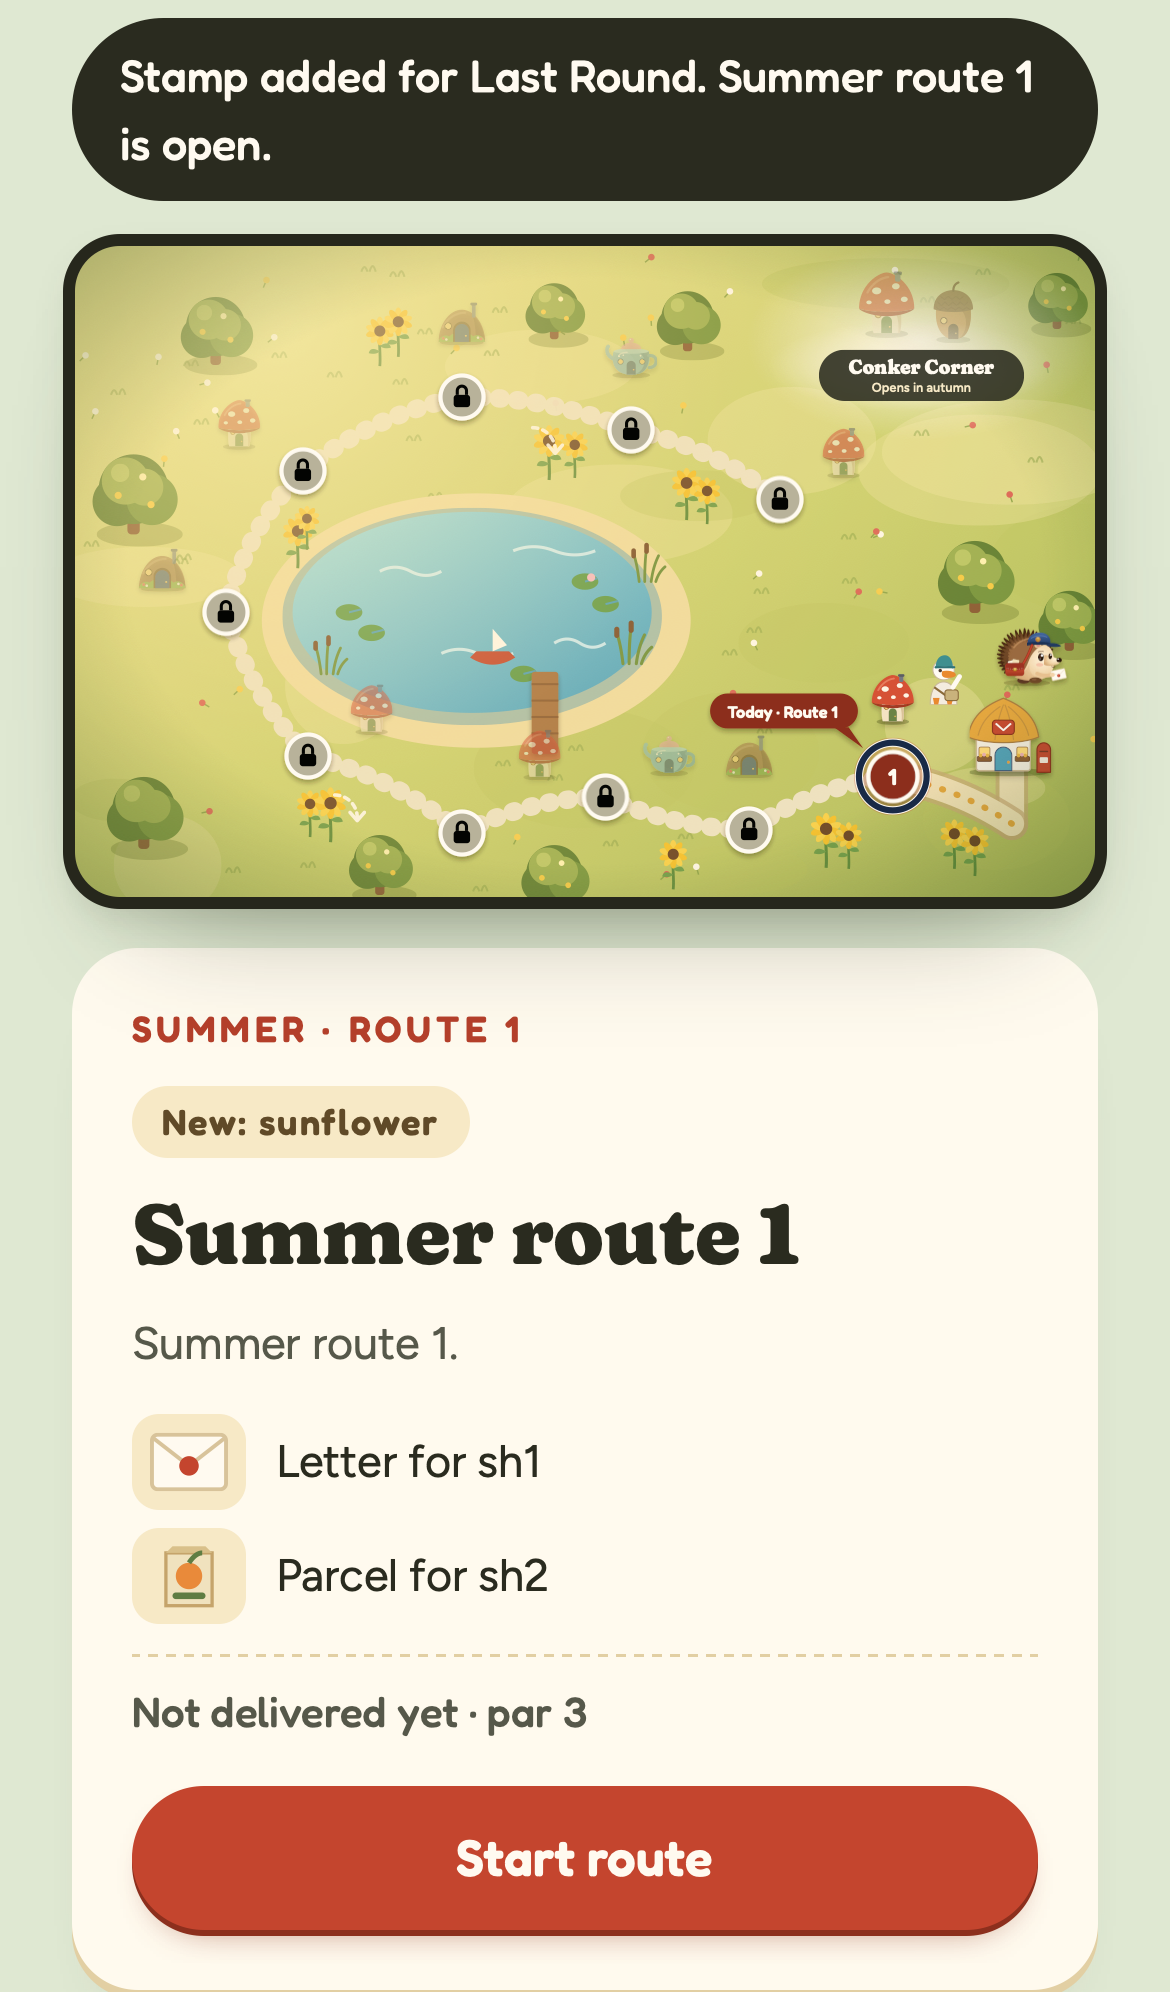 Stamp added for Last Round. Summer route 1
is open.
Conker Corner
Opens in autumn
Today · Route 1
1
SUMMER · ROUTE 1
New: sunflower
Summer route 1
Summer route 1.
Letter for sh1
Parcel for sh2
Not delivered yet · par 3
Start route